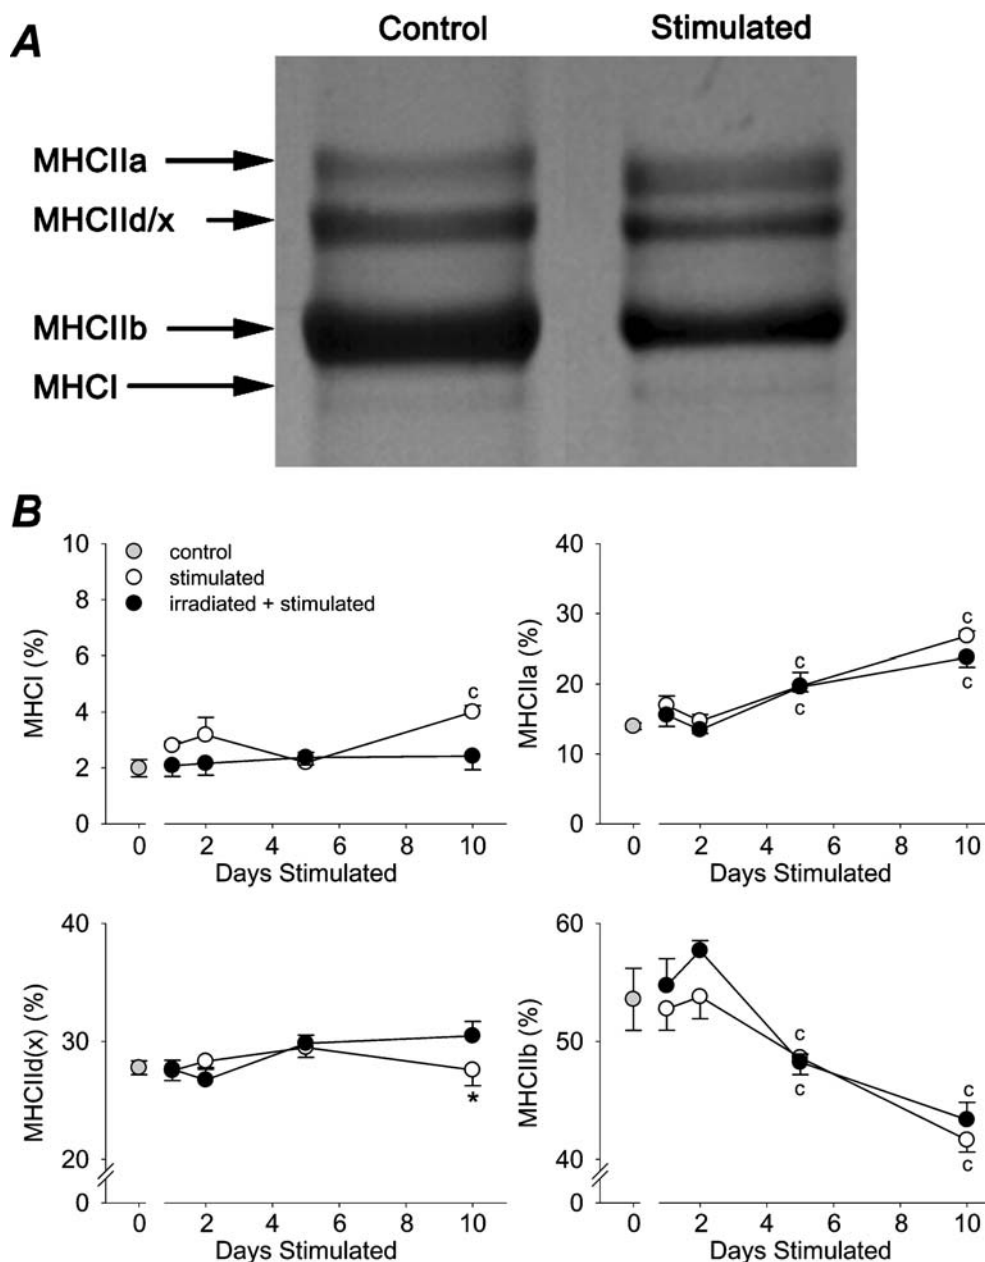 A
Control Stimulated
MHCIIa
MHCIId/x
MHCIIb
MHCI
B
10
8
6
4
2
0
MHCI (%)
control
stimulated
irradiated + stimulated
c
0 2 4 6 8 10
Days Stimulated
40
30
20
10
0
MHCIIa (%)
c
c
c
c
0 2 4 6 8 10
Days Stimulated
40
30
20
0
MHCIId(x) (%)
*
0 2 4 6 8 10
Days Stimulated
60
50
40
0
MHCIIb (%)
c
c
c
c
0 2 4 6 8 10
Days Stimulated